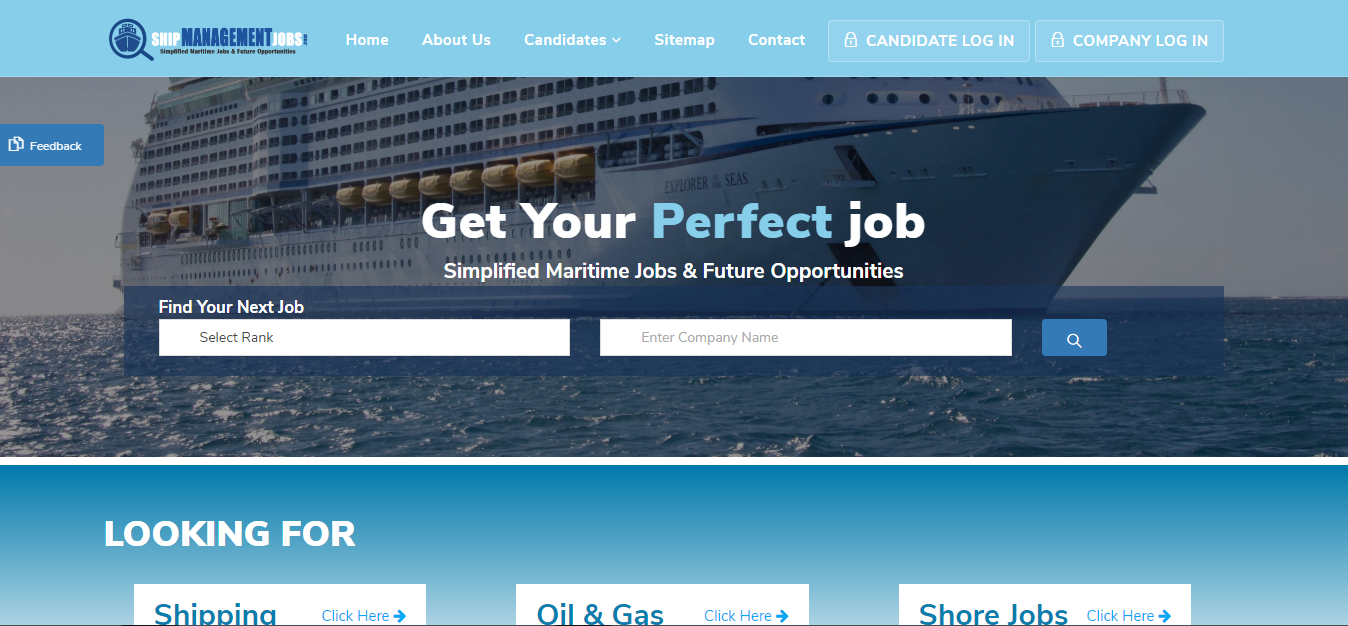 SHIPMANAGEMENTJOBS
Simplified Maritime Jobs & Future Opportunities
Home
About Us
Candidates
Sitemap
Contact
CANDIDATE LOG IN
COMPANY LOG IN
Feedback
EXPLORER OF THE SEAS
Get Your Perfect job
Simplified Maritime Jobs & Future Opportunities
Find Your Next Job
Select Rank
Enter Company Name
LOOKING FOR
Shipping
Click Here
Oil & Gas
Click Here
Shore Jobs
Click Here